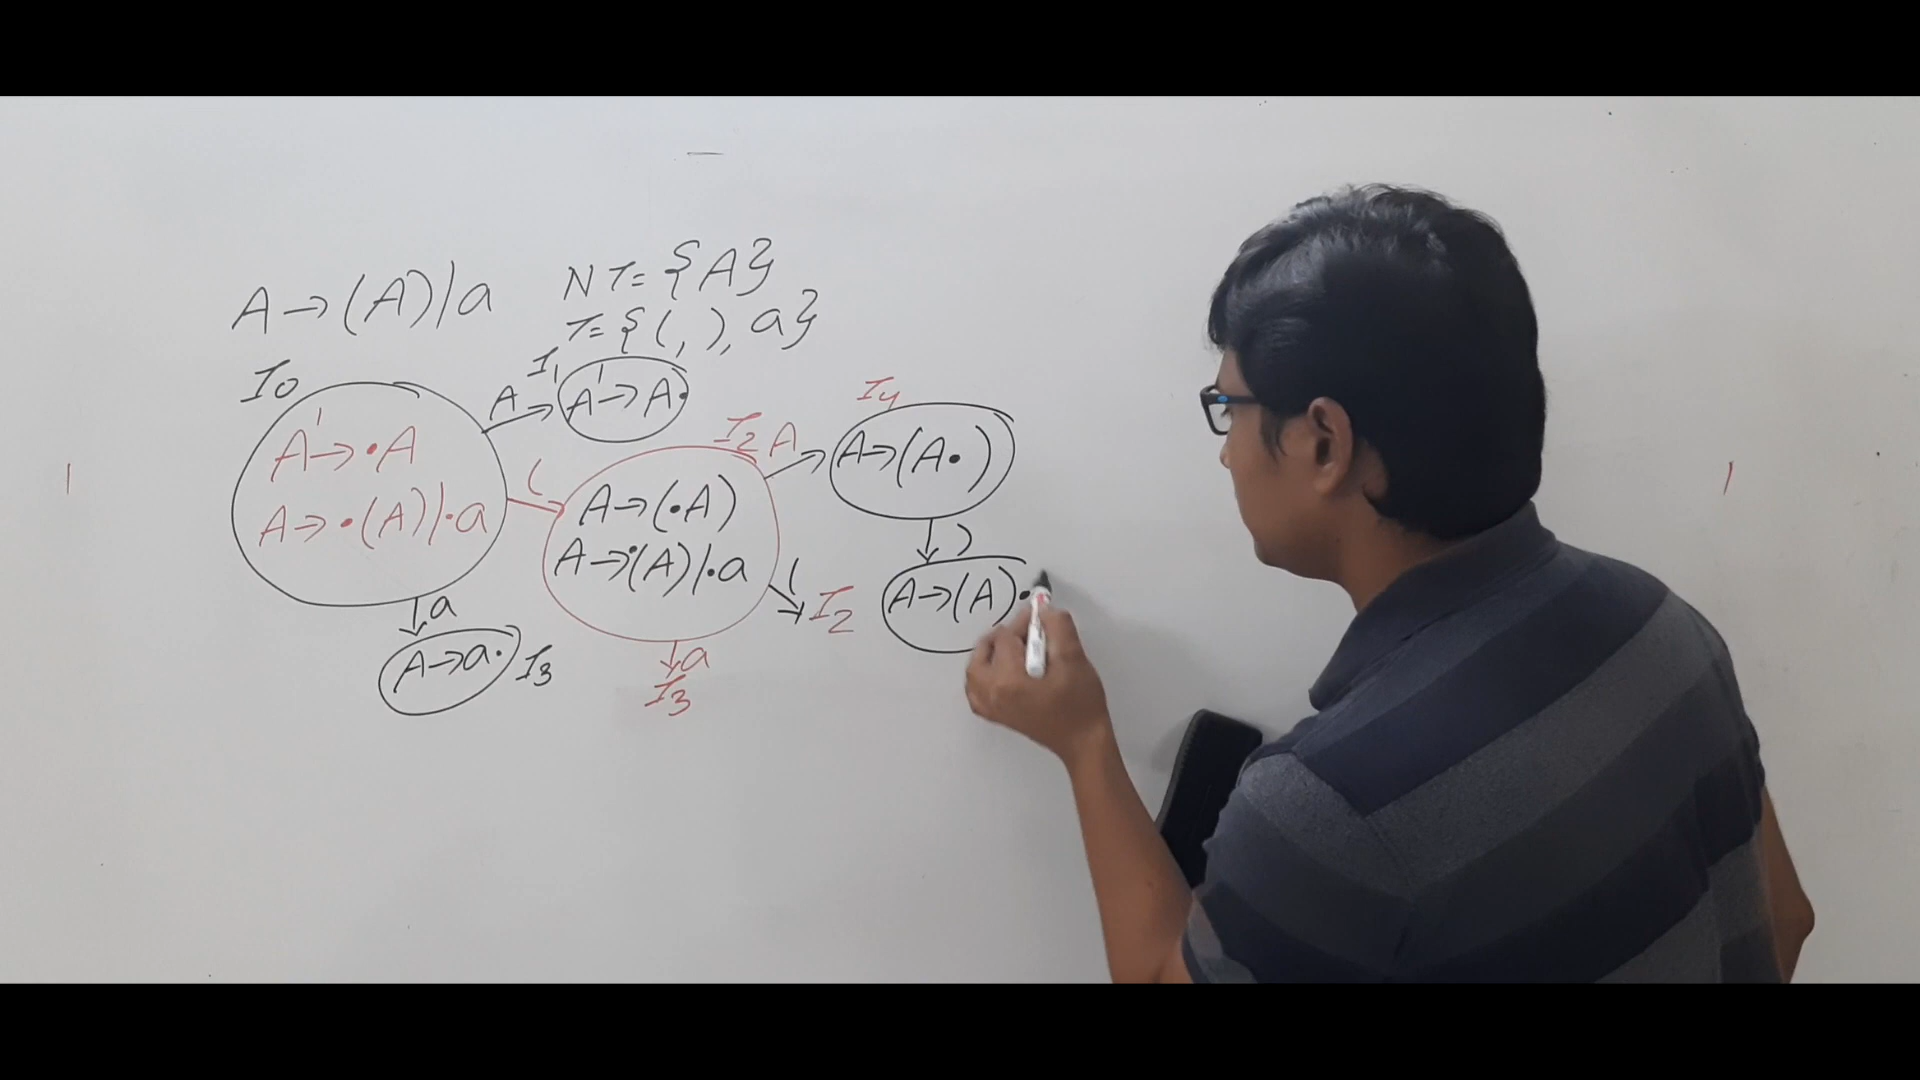 A→(A)|a
NT={A}
T={(,),a}
I0
A'→•A
A→•(A)|•a
A
I1
A'→A•
(
I2
A→(•A)
A→•(A)|•a
A
I4
A→(A•)
)
A→(A)•
(
I2
a
A→a•
I3
a
I3